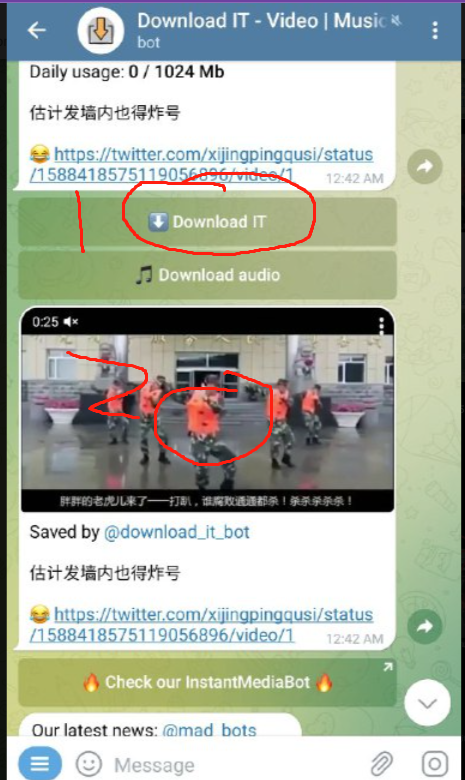 Download IT - Video | Music
bot
Daily usage: 0 / 1024 Mb
估计发墙内也得炸号
😂 https://twitter.com/xijingpingqusi/status
/1588418575119056896/video/1 12:42 AM
1
⬇️ Download IT
🎵 Download audio
0:25
2
胖胖的老虎儿来了——打趴，谁腐败通通都杀！杀杀杀杀杀！
Saved by @download_it_bot
估计发墙内也得炸号
😂 https://twitter.com/xijingpingqusi/status
/1588418575119056896/video/1 12:42 AM
🔥 Check our InstantMediaBot 🔥
Our latest news: @mad_bots
Message